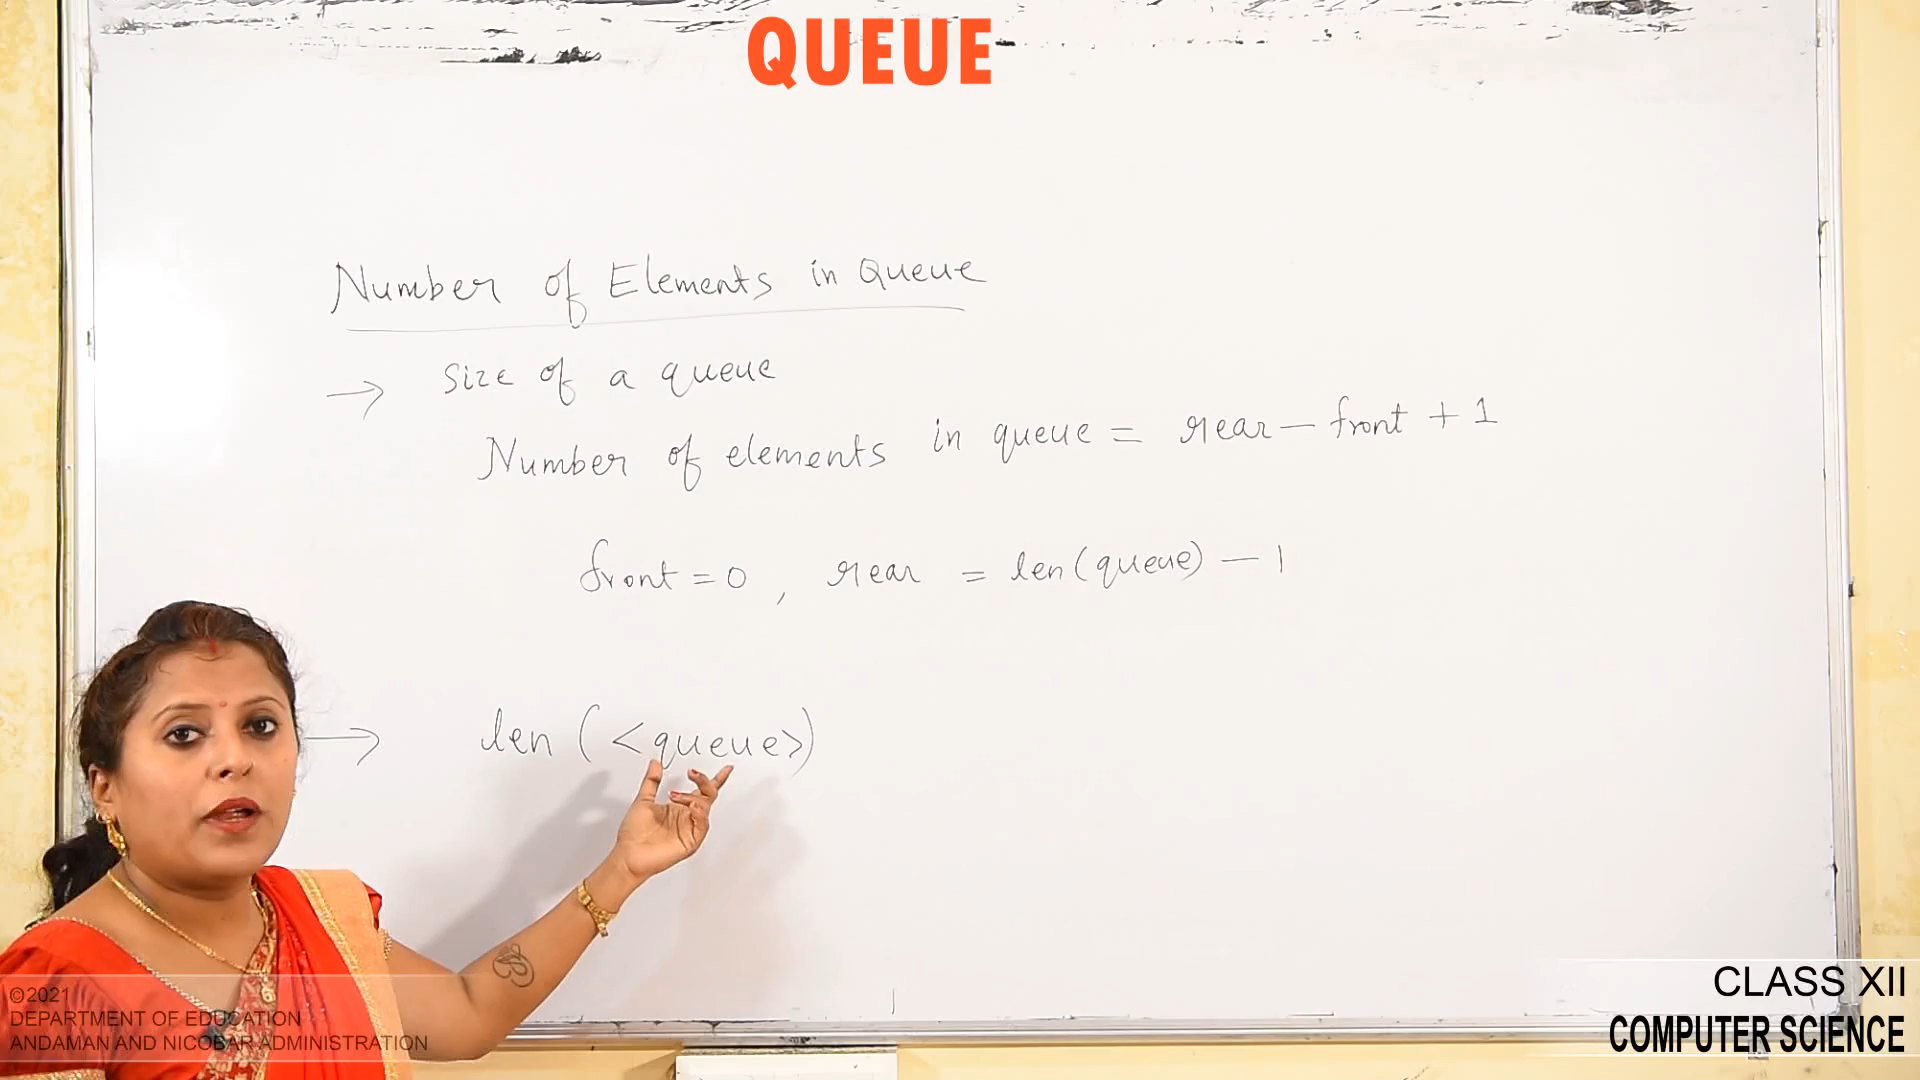 QUEUE
Number of Elements in Queue
→ Size of a queue
Number of elements in queue = rear - front + 1
front = 0 , rear = len(queue) - 1
→ len (<queue>)
©2021
DEPARTMENT OF EDUCATION
ANDAMAN AND NICOBAR ADMINISTRATION
CLASS XII
COMPUTER SCIENCE